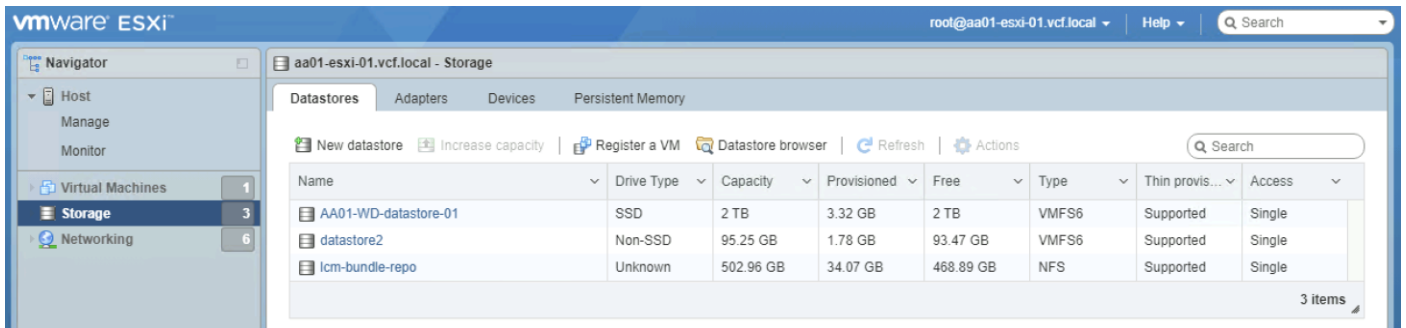 vmware ESXi™
root@aa01-esxi-01.vcf.local
Help
Search
Navigator
Host
Manage
Monitor
Virtual Machines 1
Storage 3
Networking 6
aa01-esxi-01.vcf.local - Storage
Datastores Adapters Devices Persistent Memory
New datastore Increase capacity Register a VM Datastore browser Refresh Actions Search
Name Drive Type Capacity Provisioned Free Type Thin provis... Access
AA01-WD-datastore-01 SSD 2 TB 3.32 GB 2 TB VMFS6 Supported Single
datastore2 Non-SSD 95.25 GB 1.78 GB 93.47 GB VMFS6 Supported Single
lcm-bundle-repo Unknown 502.96 GB 34.07 GB 468.89 GB NFS Supported Single
3 items